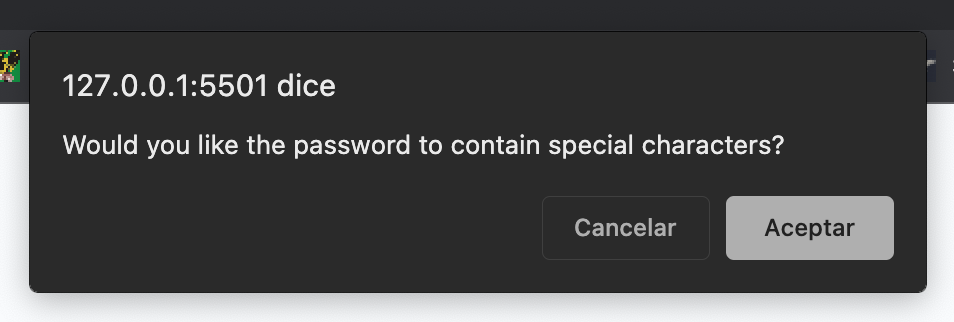 127.0.0.1:5501 dice
Would you like the password to contain special characters?
Cancelar
Aceptar